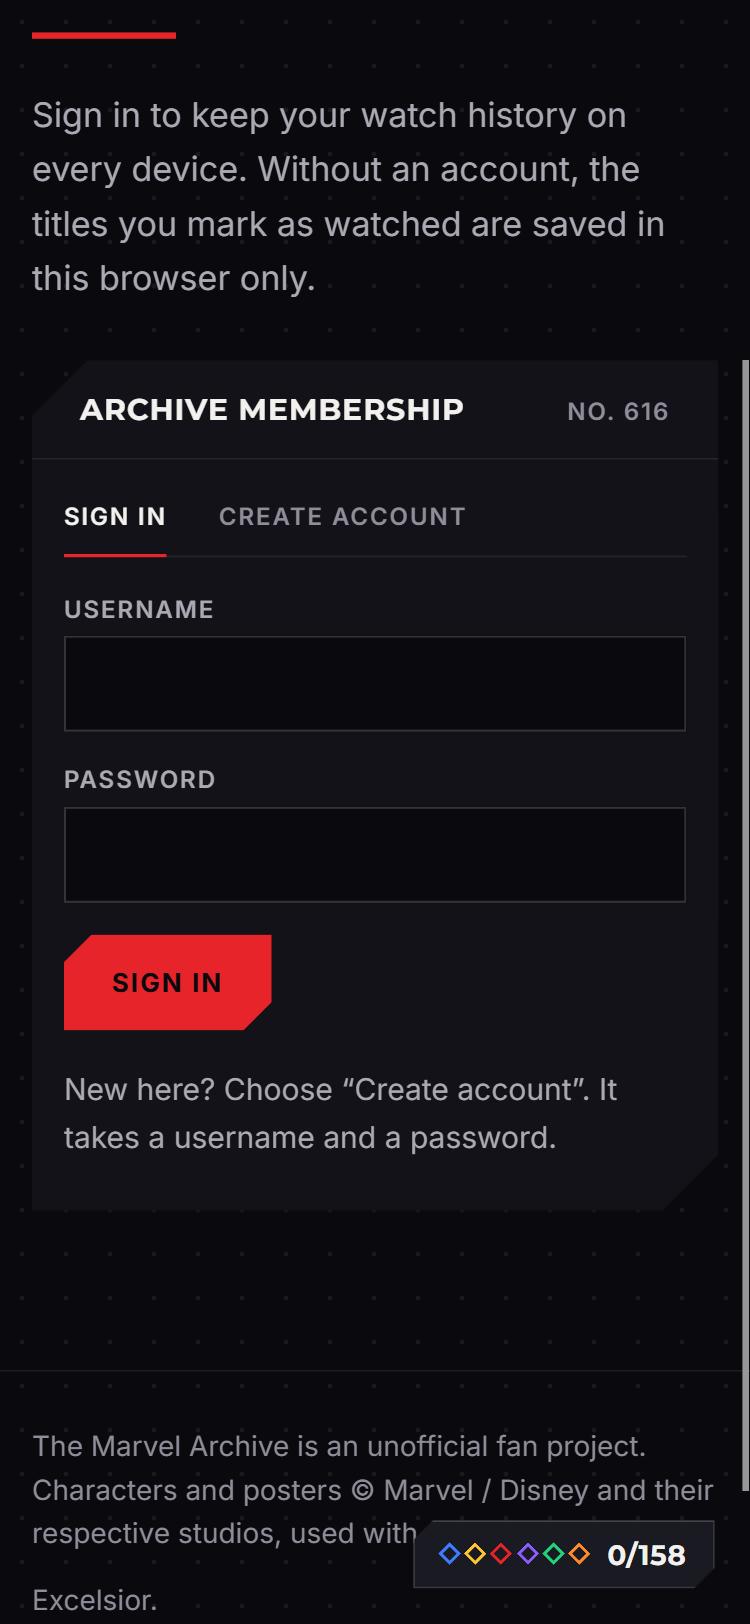 Sign in to keep your watch history on
every device. Without an account, the
titles you mark as watched are saved in
this browser only.
ARCHIVE MEMBERSHIP NO. 616
SIGN IN CREATE ACCOUNT
USERNAME
PASSWORD
SIGN IN
New here? Choose “Create account”. It
takes a username and a password.
The Marvel Archive is an unofficial fan project.
Characters and posters © Marvel / Disney and their
respective studios, used with
0/158
Excelsior.